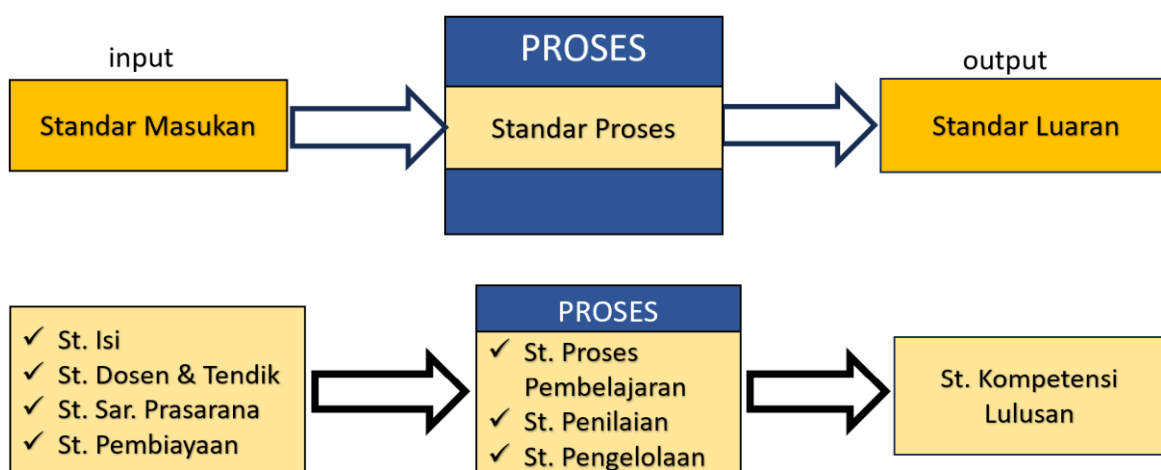 input
Standar Masukan
PROSES
Standar Proses
output
Standar Luaran
✓ St. Isi
✓ St. Dosen & Tendik
✓ St. Sar. Prasarana
✓ St. Pembiayaan
PROSES
✓ St. Proses
Pembelajaran
✓ St. Penilaian
✓ St. Pengelolaan
St. Kompetensi
Lulusan